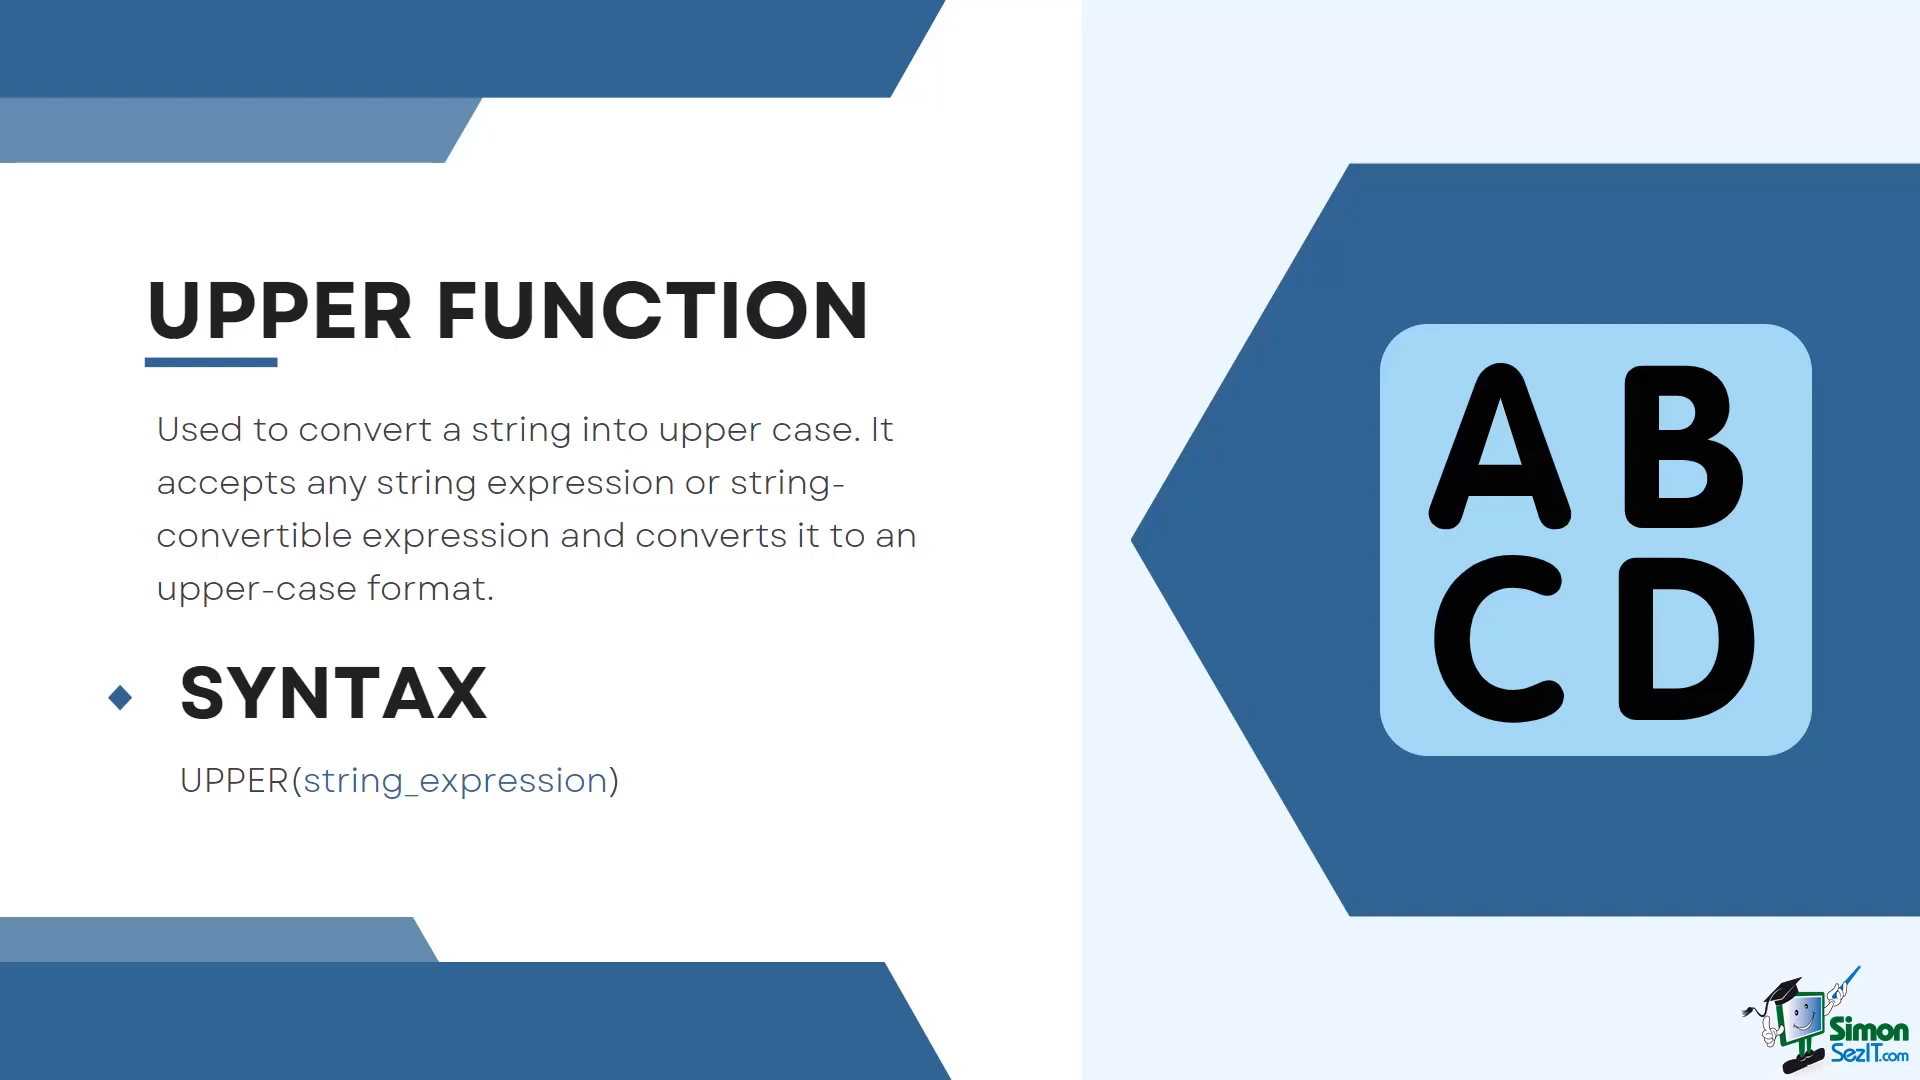 UPPER FUNCTION
Used to convert a string into upper case. It
accepts any string expression or string-
convertible expression and converts it to an
upper-case format.
SYNTAX
UPPER(string_expression)
A B
C D
Simon
SezIT.com